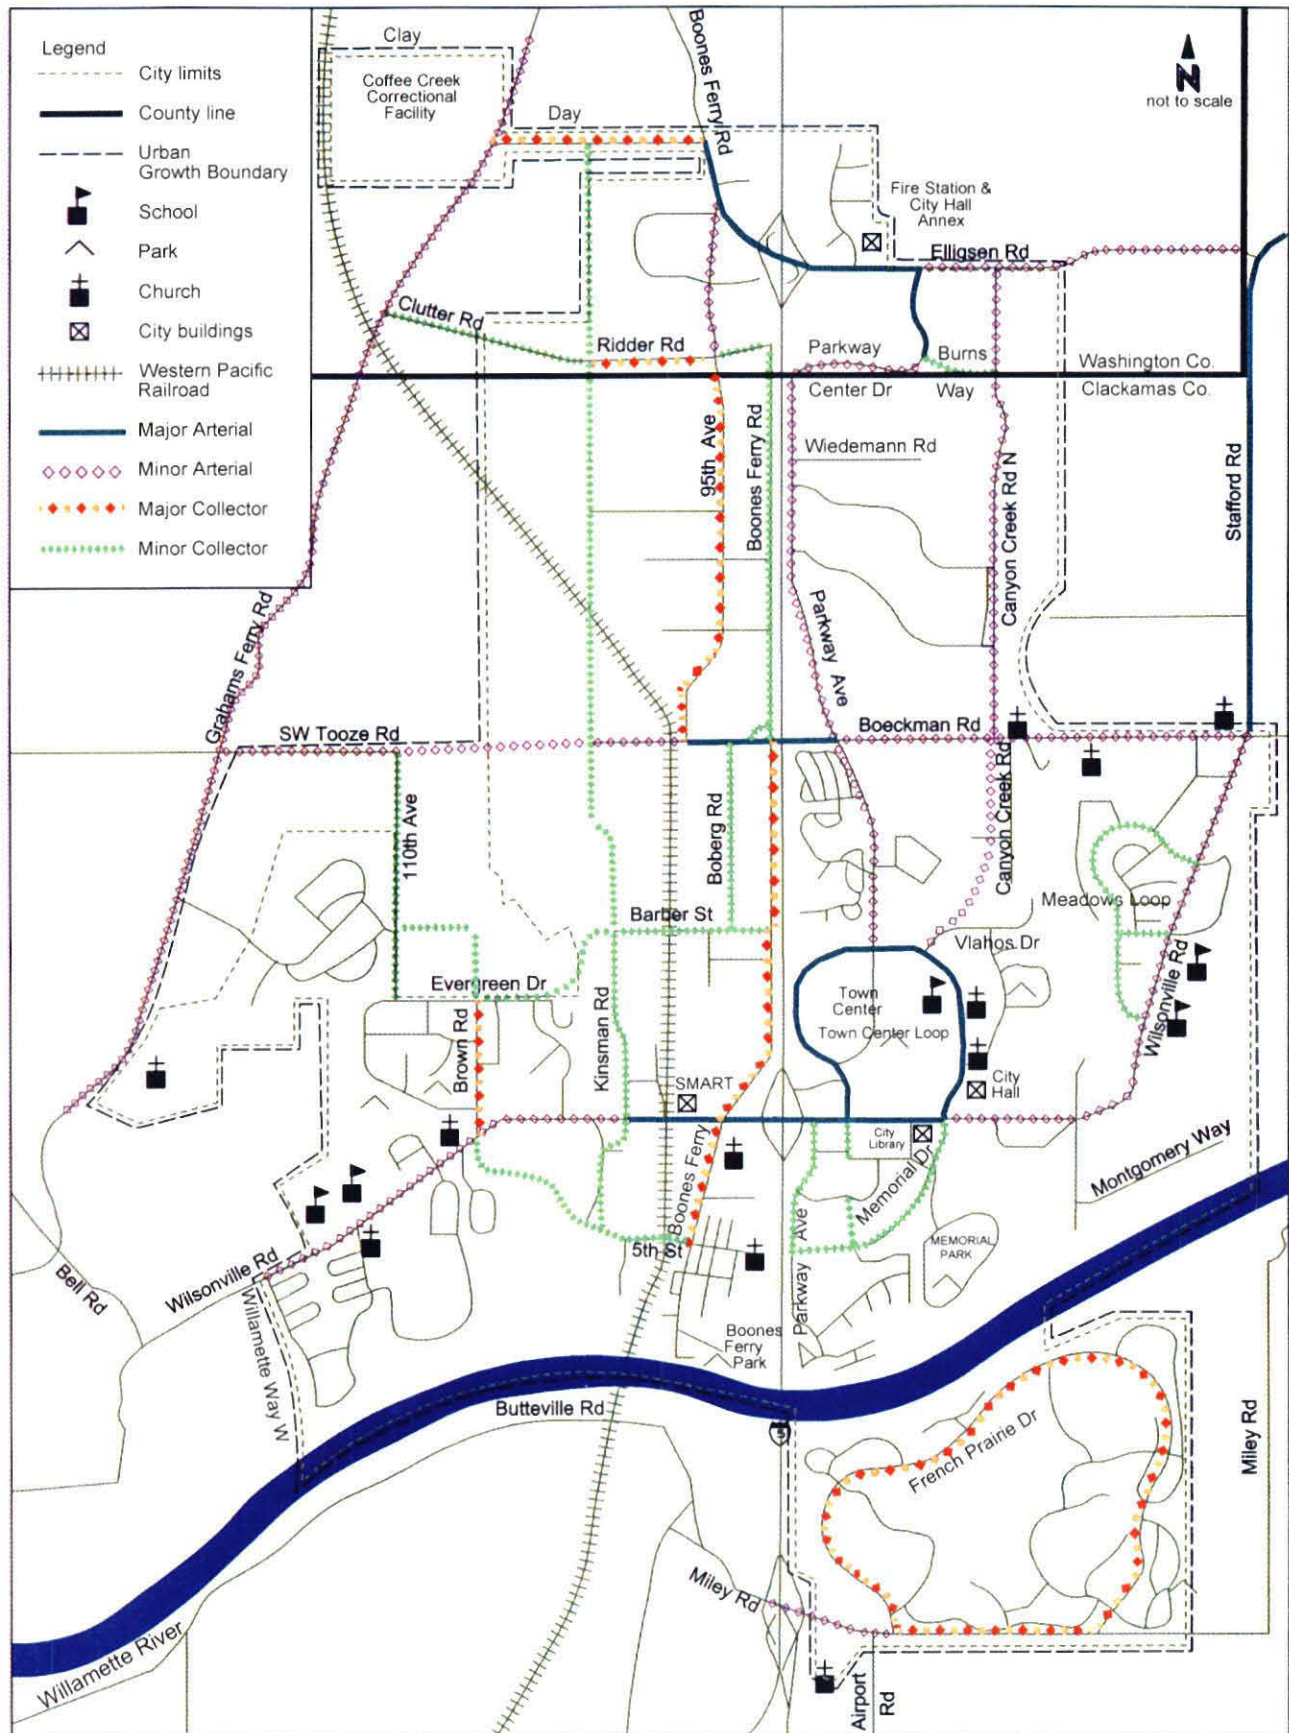 Legend
City limits
County line
Urban
Growth Boundary
School
Park
Church
City buildings
Western Pacific
Railroad
Major Arterial
Minor Arterial
Major Collector
Minor Collector
Clay
Coffee Creek
Correctional
Facility
Day
Boones Ferry Rd
N
not to scale
Fire Station &
City Hall
Annex
Elligsen Rd
Clutter Rd
Ridder Rd
Parkway
Center Dr
Burns
Way
Washington Co.
Clackamas Co.
95th Ave
Boones Ferry Rd
Wiedemann Rd
Canyon Creek Rd N
Stafford Rd
Grahams Ferry Rd
Parkway Ave
SW Tooze Rd
Boeckman Rd
110th Ave
Boberg Rd
Canyon Creek Rd
Meadows Loop
Barber St
Vlahos Dr
Evergreen Dr
Town
Center
Town Center Loop
Wilsonville Rd
Brown Rd
Kinsman Rd
SMART
City
Hall
City
Library
Boones Ferry
Memorial Dr
Montgomery Way
5th St
Parkway Ave
MEMORIAL
PARK
Bell Rd
Wilsonville Rd
Willamette Way W
Boones
Ferry
Park
Butteville Rd
5
French Prairie Dr
Miley Rd
Miley Rd
Willamette River
Airport
Rd